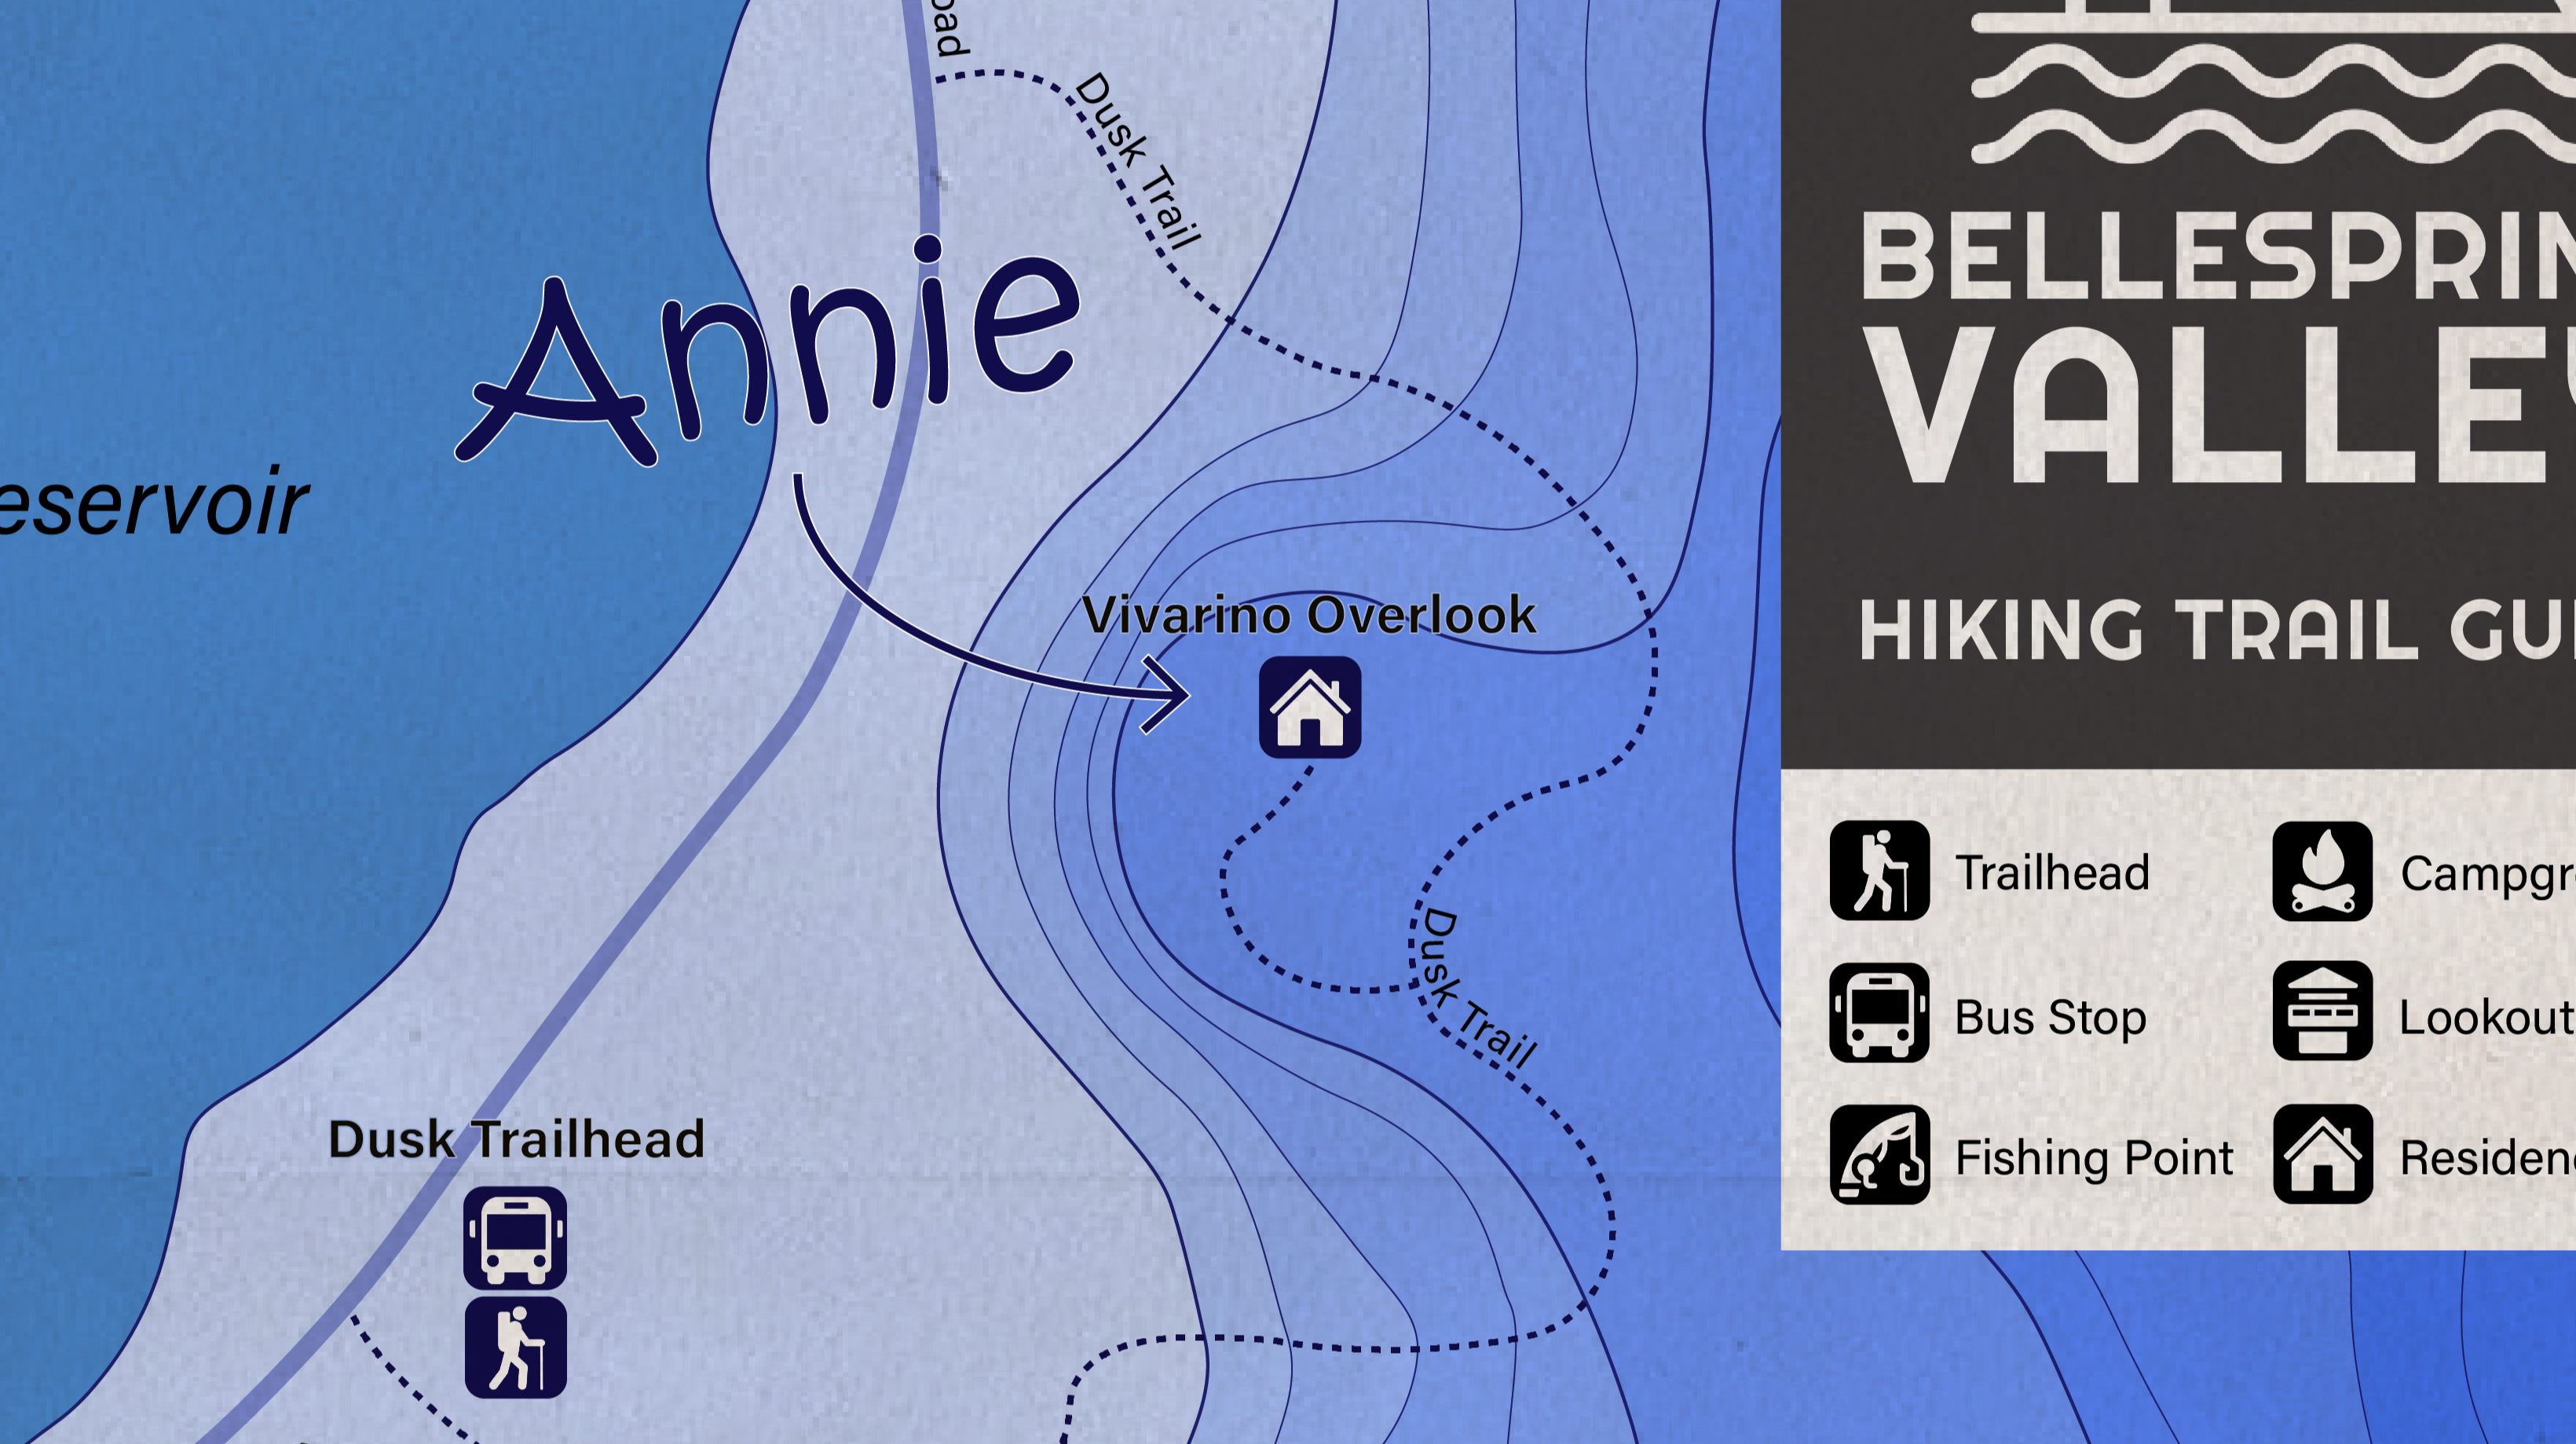 Dusk Trail
BELLESPRIN
VALLEY
Annie
eservoir
Vivarino Overlook
HIKING TRAIL GU
Trailhead
Campgr
Dusk Trail
Bus Stop
Lookout
Dusk Trailhead
Fishing Point
Residen